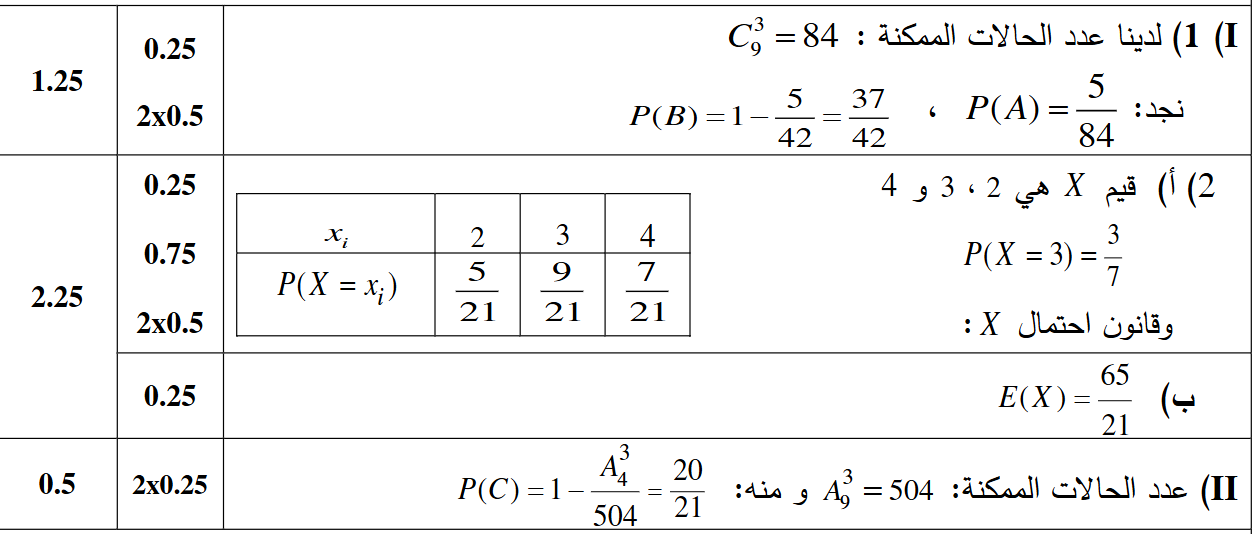 I) 1) لدينا عدد الحالات الممكنة : $C_9^3 = 84$
0.25
1.25
نجد: $P(A) = \frac{5}{84}$ ، $P(B) = 1 - \frac{5}{42} = \frac{37}{42}$
2x0.5
2) أ) قيم $X$ هي 2 ، 3 و 4
0.25
$P(X = 3) = \frac{3}{7}$
0.75
2.25
وقانون احتمال $X$ :
2x0.5
$x_i$ 2 3 4
$P(X = x_i)$ $\frac{5}{21}$ $\frac{9}{21}$ $\frac{7}{21}$
ب) $E(X) = \frac{65}{21}$
0.25
II) عدد الحالات الممكنة: $A_9^3 = 504$ و منه: $P(C) = 1 - \frac{A_4^3}{504} = \frac{20}{21}$
2x0.25
0.5